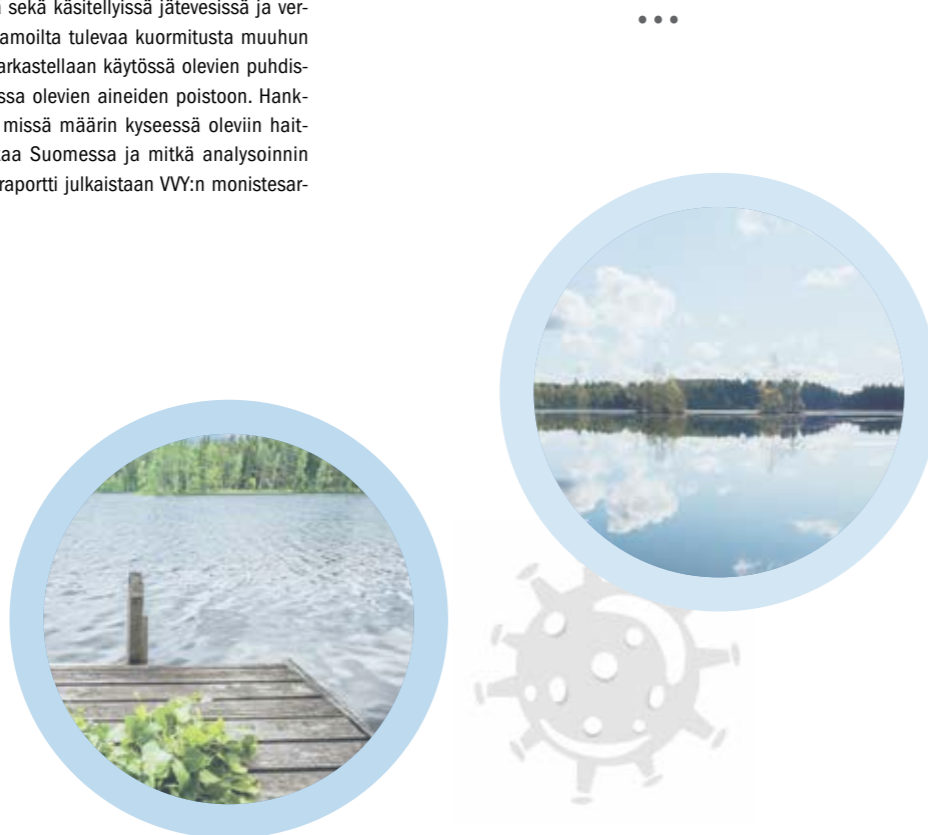 sekä käsitellyissä jätevesissä ja ver-
amoilta tulevaa kuormitusta muuhun
arkastellaan käytössä olevien puhdis-
ssa olevien aineiden poistoon. Hank-
missä määrin kyseessä oleviin hait-
kaa Suomessa ja mitkä analysoinnin
raportti julkaistaan VVY:n monistesar-
•••